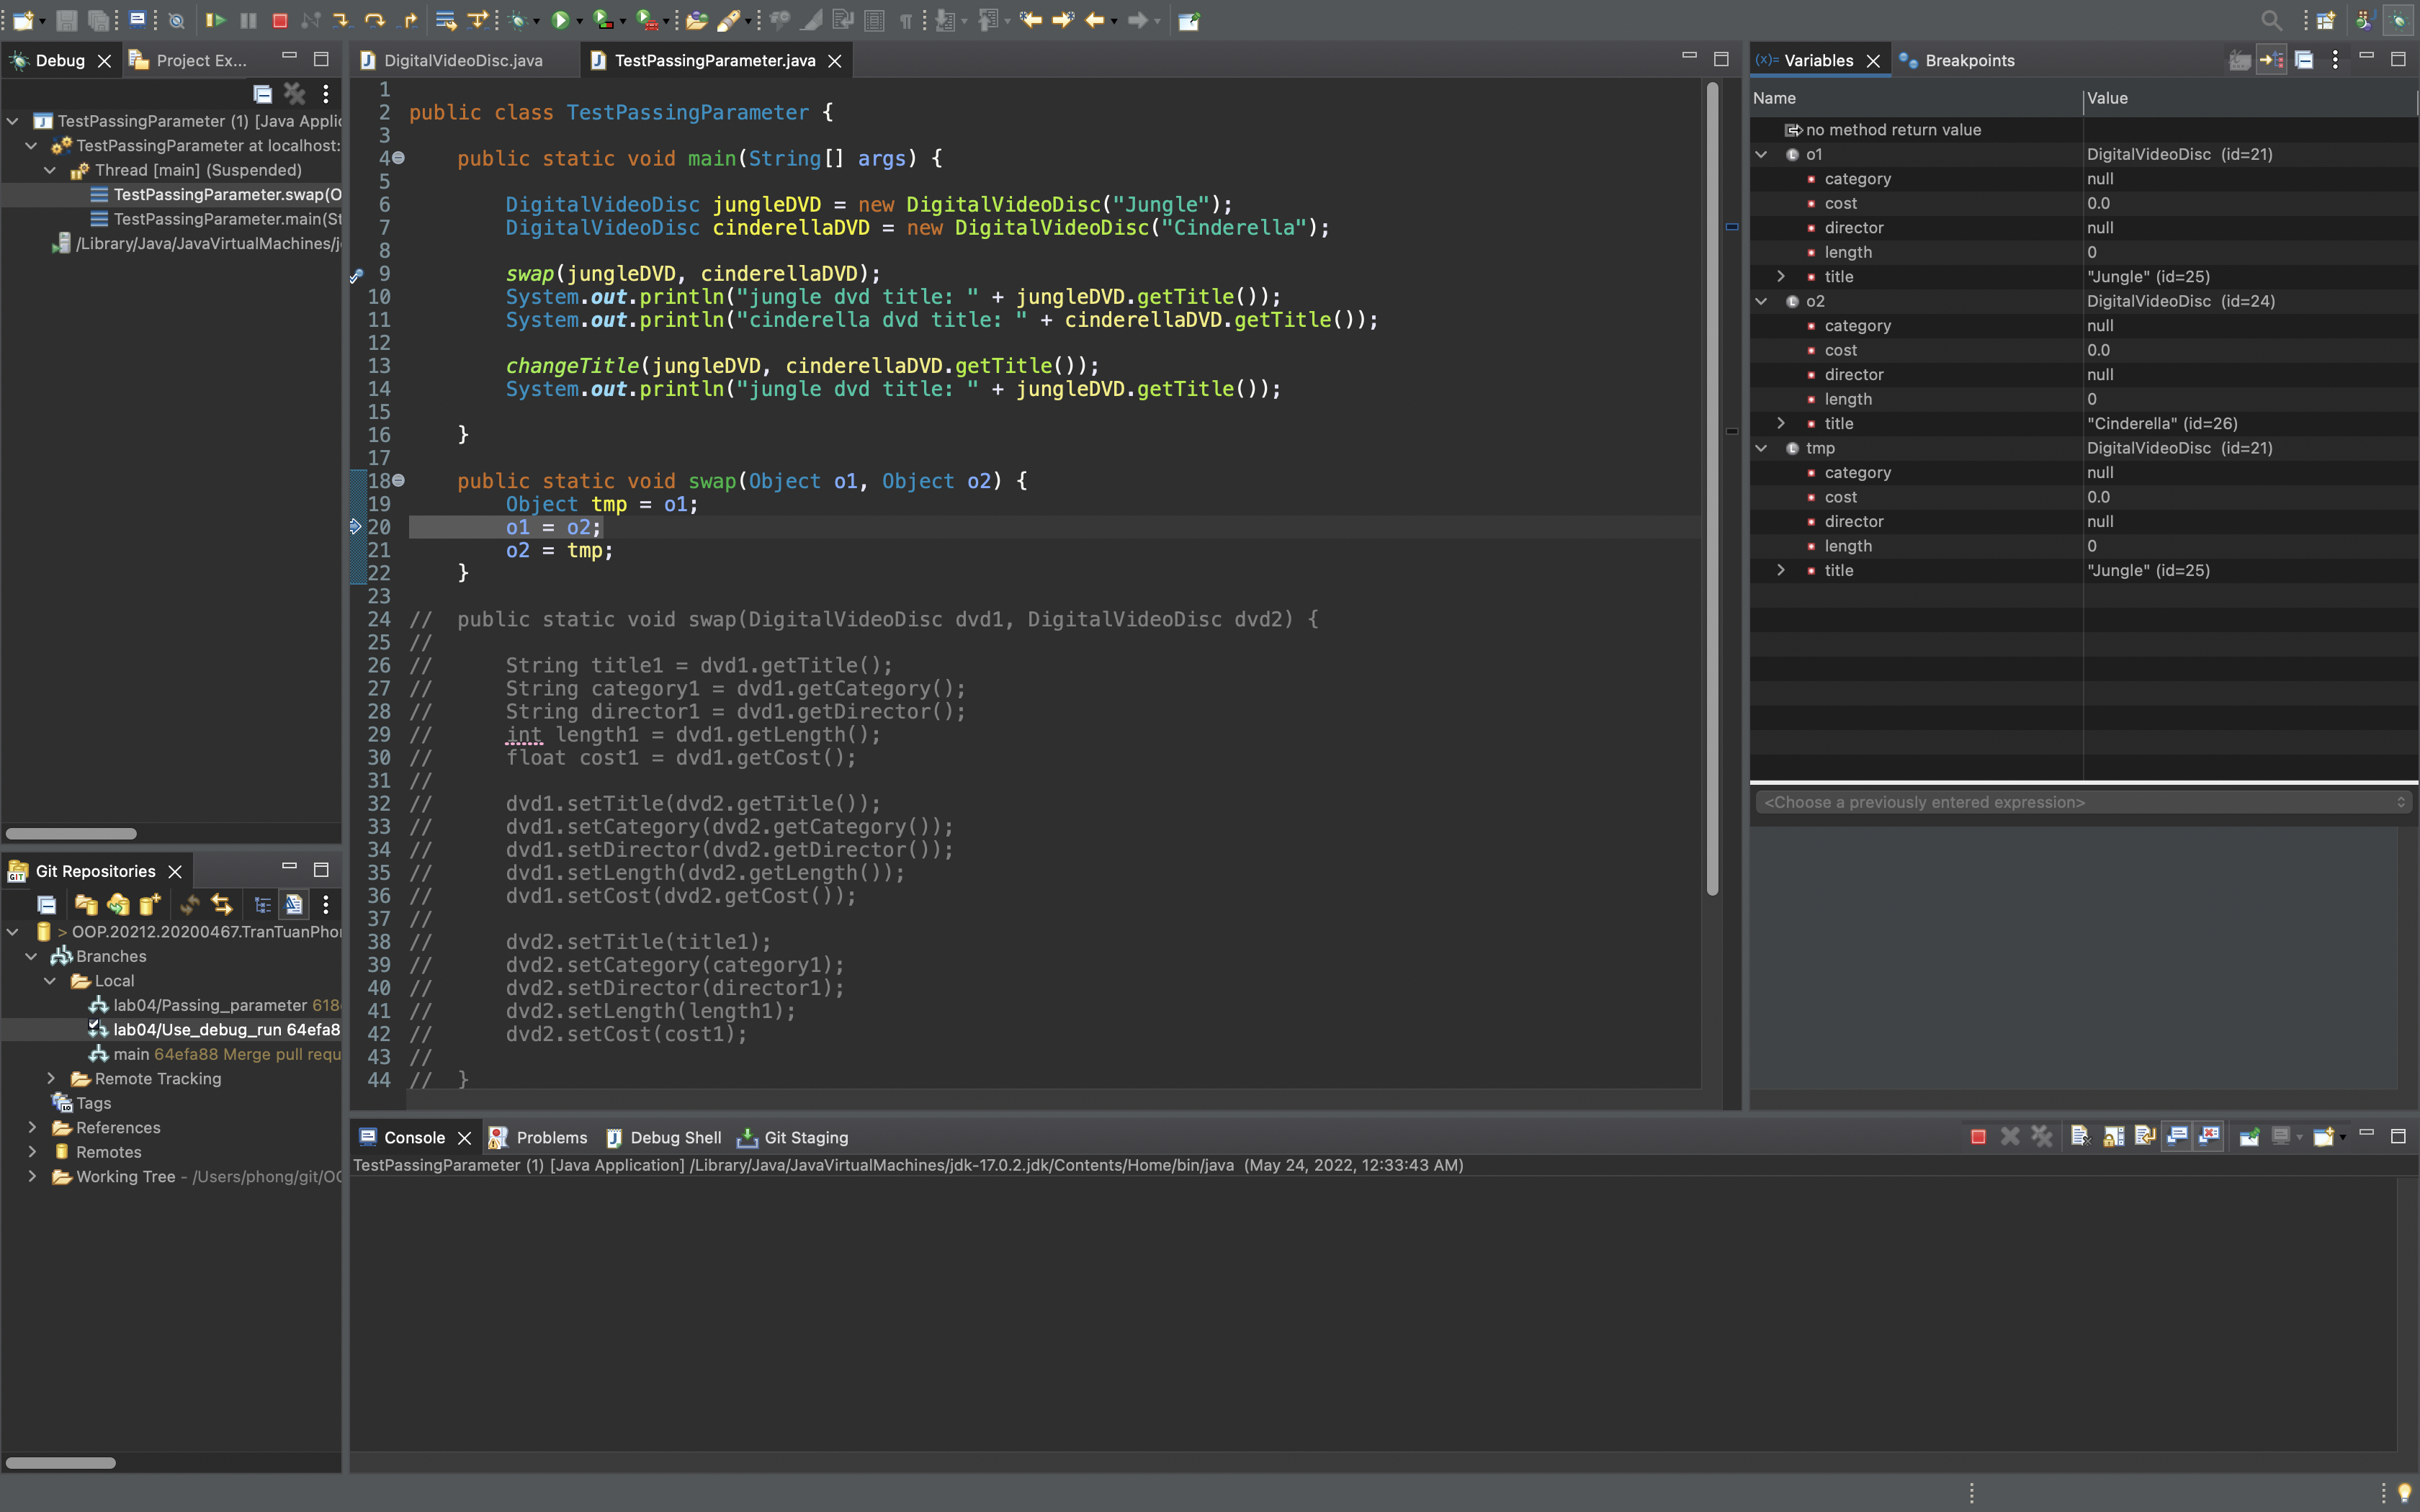 Debug
Project Ex...
TestPassingParameter (1) [Java Applic
TestPassingParameter at localhost:
Thread [main] (Suspended)
TestPassingParameter.swap(O
TestPassingParameter.main(St
/Library/Java/JavaVirtualMachines/j
Git Repositories
> OOP.20212.20200467.TranTuanPhon
Branches
Local
lab04/Passing_parameter 618
lab04/Use_debug_run 64efa8
main 64efa88 Merge pull requ
Remote Tracking
Tags
References
Remotes
Working Tree - /Users/phong/git/OO
DigitalVideoDisc.java
TestPassingParameter.java
1
2 public class TestPassingParameter {
3
4 public static void main(String[] args) {
5
6 DigitalVideoDisc jungleDVD = new DigitalVideoDisc("Jungle");
7 DigitalVideoDisc cinderellaDVD = new DigitalVideoDisc("Cinderella");
8
9 swap(jungleDVD, cinderellaDVD);
10 System.out.println("jungle dvd title: " + jungleDVD.getTitle());
11 System.out.println("cinderella dvd title: " + cinderellaDVD.getTitle());
12
13 changeTitle(jungleDVD, cinderellaDVD.getTitle());
14 System.out.println("jungle dvd title: " + jungleDVD.getTitle());
15
16 }
17
18 public static void swap(Object o1, Object o2) {
19 Object tmp = o1;
20 o1 = o2;
21 o2 = tmp;
22 }
23
24 // public static void swap(DigitalVideoDisc dvd1, DigitalVideoDisc dvd2) {
25 //
26 // String title1 = dvd1.getTitle();
27 // String category1 = dvd1.getCategory();
28 // String director1 = dvd1.getDirector();
29 // int length1 = dvd1.getLength();
30 // float cost1 = dvd1.getCost();
31 //
32 // dvd1.setTitle(dvd2.getTitle());
33 // dvd1.setCategory(dvd2.getCategory());
34 // dvd1.setDirector(dvd2.getDirector());
35 // dvd1.setLength(dvd2.getLength());
36 // dvd1.setCost(dvd2.getCost());
37 //
38 // dvd2.setTitle(title1);
39 // dvd2.setCategory(category1);
40 // dvd2.setDirector(director1);
41 // dvd2.setLength(length1);
42 // dvd2.setCost(cost1);
43 //
44 // }
Variables
Breakpoints
Name Value
no method return value
o1 DigitalVideoDisc (id=21)
category null
cost 0.0
director null
length 0
title "Jungle" (id=25)
o2 DigitalVideoDisc (id=24)
category null
cost 0.0
director null
length 0
title "Cinderella" (id=26)
tmp DigitalVideoDisc (id=21)
category null
cost 0.0
director null
length 0
title "Jungle" (id=25)
<Choose a previously entered expression>
Console
Problems
Debug Shell
Git Staging
TestPassingParameter (1) [Java Application] /Library/Java/JavaVirtualMachines/jdk-17.0.2.jdk/Contents/Home/bin/java (May 24, 2022, 12:33:43 AM)